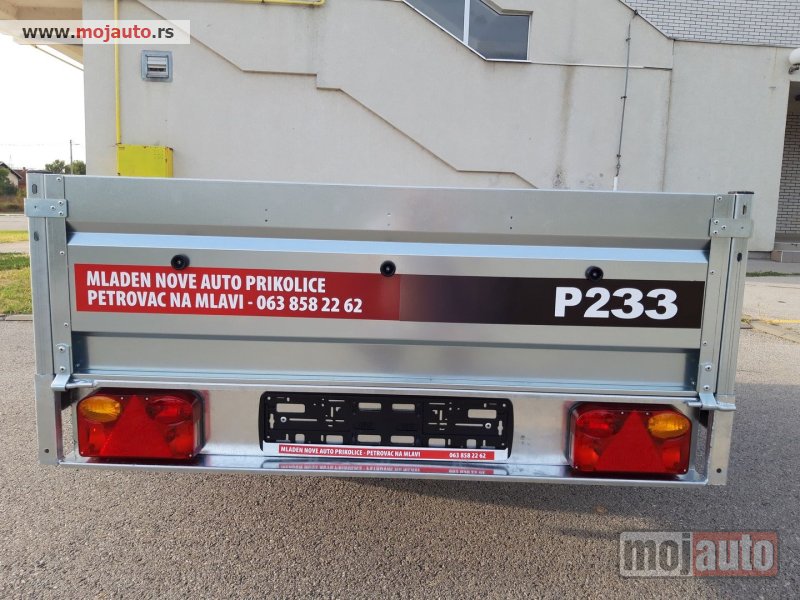 www.mojauto.rs
MLADEN NOVE AUTO PRIKOLICE
PETROVAC NA MLAVI - 063 858 22 62
P233
MLADEN NOVE AUTO PRIKOLICE - PETROVAC NA MLAVI 063 858 22 62
mojauto